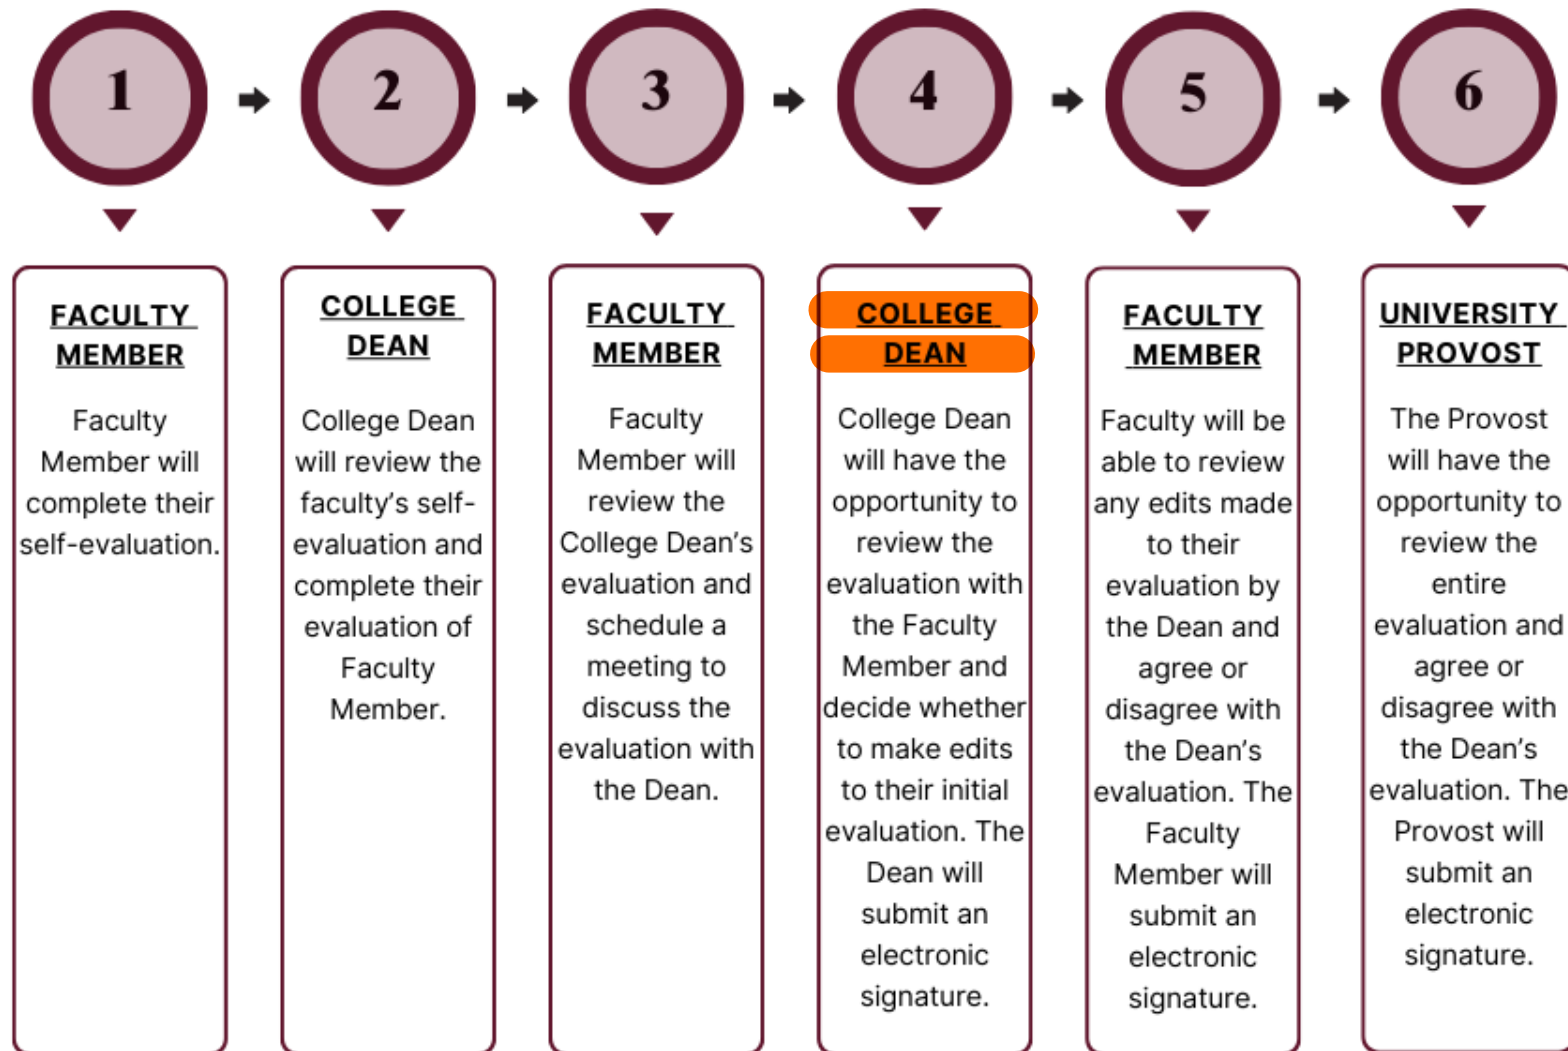 1
2
3
4
5
6
FACULTY
MEMBER
Faculty
Member will
complete their
self-evaluation.
COLLEGE
DEAN
College Dean
will review the
faculty’s self-
evaluation and
complete their
evaluation of
Faculty
Member.
FACULTY
MEMBER
Faculty
Member will
review the
College Dean’s
evaluation and
schedule a
meeting to
discuss the
evaluation with
the Dean.
COLLEGE
DEAN
College Dean
will have the
opportunity to
review the
evaluation with
the Faculty
Member and
decide whether
to make edits
to their initial
evaluation. The
Dean will
submit an
electronic
signature.
FACULTY
MEMBER
Faculty will be
able to review
any edits made
to their
evaluation by
the Dean and
agree or
disagree with
the Dean’s
evaluation. The
Faculty
Member will
submit an
electronic
signature.
UNIVERSITY
PROVOST
The Provost
will have the
opportunity to
review the
entire
evaluation and
agree or
disagree with
the Dean’s
evaluation. The
Provost will
submit an
electronic
signature.